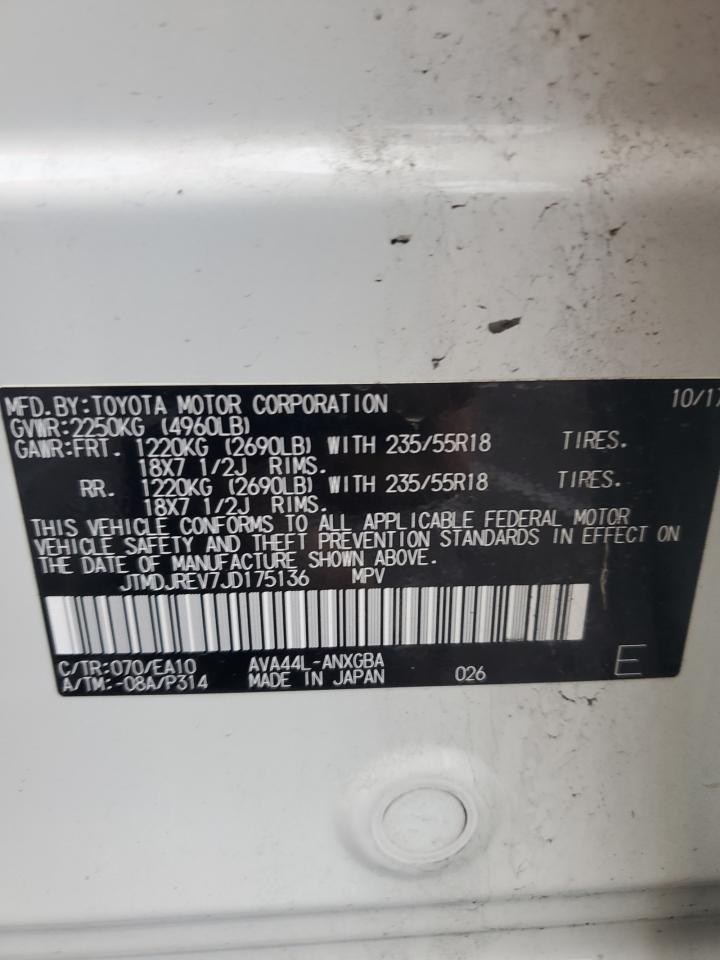 MFD.BY:TOYOTA MOTOR CORPORATION 10/17
GVWR:2250KG (4960LB)
GAWR:FRT. 1220KG (2690LB) WITH 235/55R18 TIRES.
18X7 1/2J RIMS.
RR. 1220KG (2690LB) WITH 235/55R18 TIRES.
18X7 1/2J RIMS.
THIS VEHICLE CONFORMS TO ALL APPLICABLE FEDERAL MOTOR
VEHICLE SAFETY AND THEFT PREVENTION STANDARDS IN EFFECT ON
THE DATE OF MANUFACTURE SHOWN ABOVE.
JTMDJREV7JD175136 MPV
C/TR:070/EA10 AVA44L-ANXGBA
A/TM:-08A/P314 MADE IN JAPAN 026 E